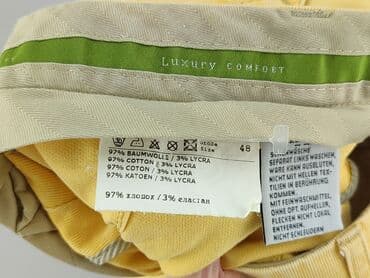 Luxury COMFORT
GRÖßE
SIZE 48
97% BAUMWOLLE / 3% LYCRA
97% COTTON / 3% LYCRA
97% COTON / 3% LYCRA
97% KATOEN / 3% LYCRA
97% хлопок / 3% еластан
SEPARAT LINKS WASCHEN,
WARE KANN AUSBLUTEN.
NICHT MIT HELLEN TEX-
TILIEN IN BERÜHRUNG
KOMMEN.
MIT FEINWASCHMITTEL
OHNE OPT. AUFHELLER.
FLECKEN NICHT LOKAL
ENTFERNEN.
NICHT SCHLEUDERN